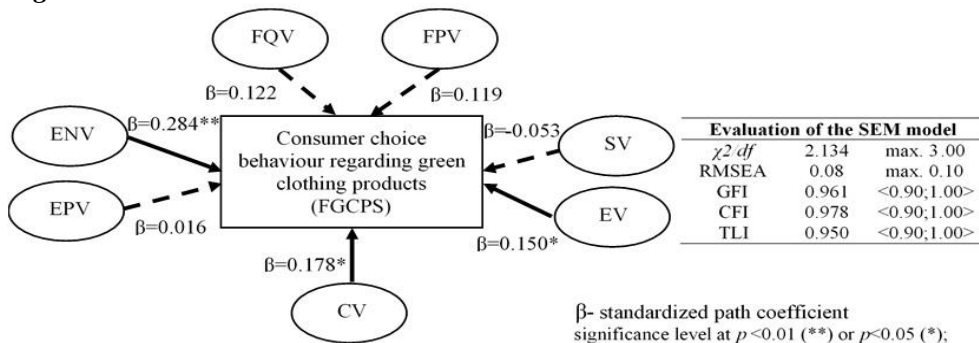 FQV
FPV
β=0.122
β=0.119
ENV
β=0.284**
EPV
β=0.016
Consumer choice
behaviour regarding green
clothing products
(FGCPS)
β=-0.053
SV
EV
β=0.150*
β=0.178*
CV
Evaluation of the SEM model
χ2/df 2.134 max. 3.00
RMSEA 0.08 max. 0.10
GFI 0.961 <0.90;1.00>
CFI 0.978 <0.90;1.00>
TLI 0.950 <0.90;1.00>
β- standardized path coefficient
significance level at p <0.01 (**) or p<0.05 (*);